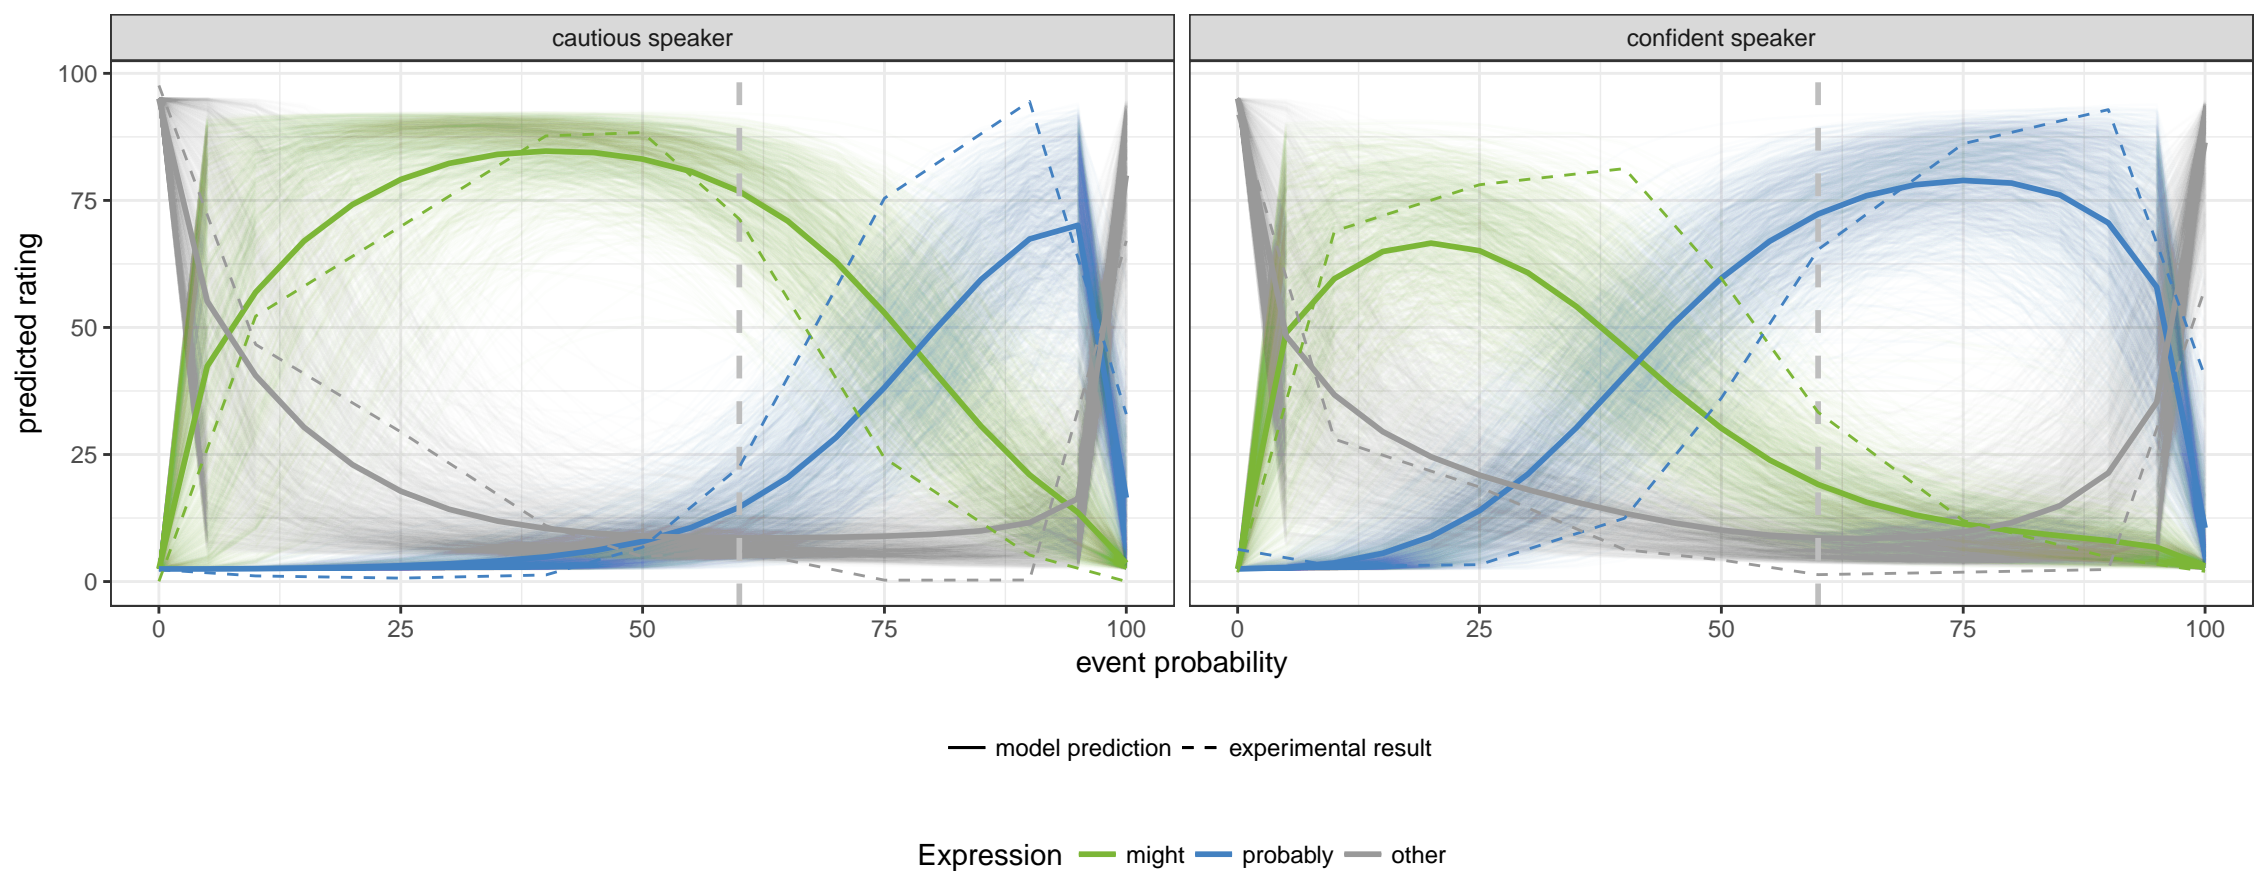 cautious speaker confident speaker
100
75
50
25
0
predicted rating
0 25 50 75 100 0 25 50 75 100
event probability
model prediction experimental result
Expression might probably other